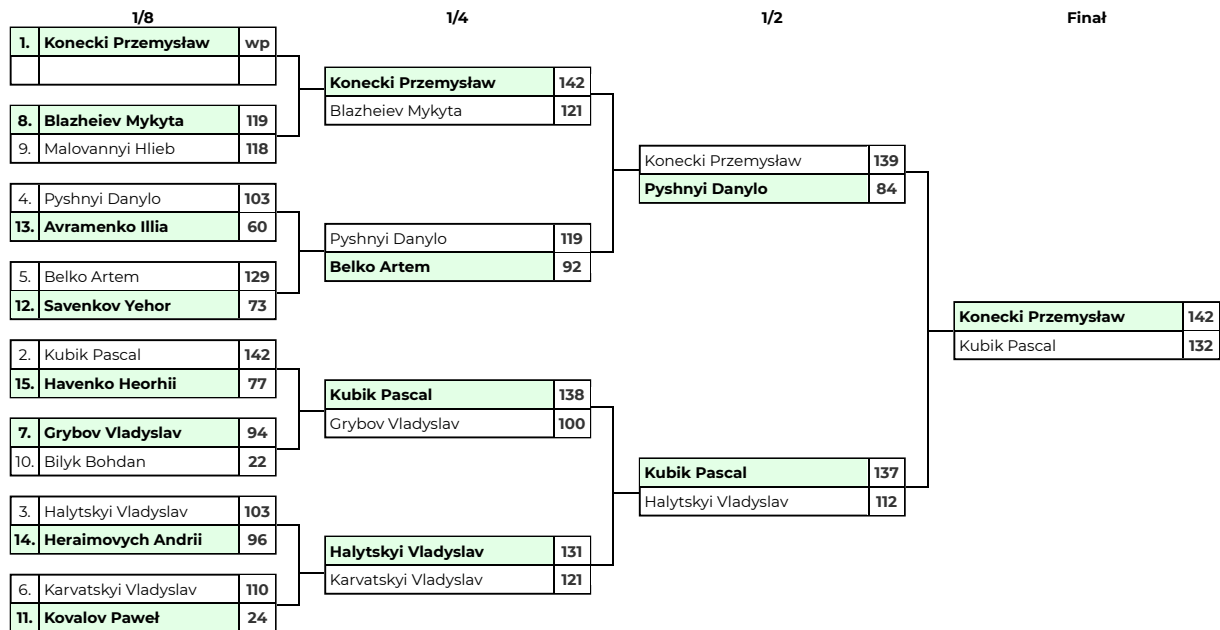 1/8 1/4 1/2 Finał
1. Konecki Przemysław wp
8. Blazheiev Mykyta 119
9. Malovannyi Hlieb 118
4. Pyshnyi Danylo 103
13. Avramenko Illia 60
5. Belko Artem 129
12. Savenkov Yehor 73
2. Kubik Pascal 142
15. Havenko Heorhii 77
7. Grybov Vladyslav 94
10. Bilyk Bohdan 22
3. Halytskyi Vladyslav 103
14. Heraimovych Andrii 96
6. Karvatskyi Vladyslav 110
11. Kovalov Paweł 24
Konecki Przemysław 142
Blazheiev Mykyta 121
Pyshnyi Danylo 119
Belko Artem 92
Kubik Pascal 138
Grybov Vladyslav 100
Halytskyi Vladyslav 131
Karvatskyi Vladyslav 121
Konecki Przemysław 139
Pyshnyi Danylo 84
Kubik Pascal 137
Halytskyi Vladyslav 112
Konecki Przemysław 142
Kubik Pascal 132